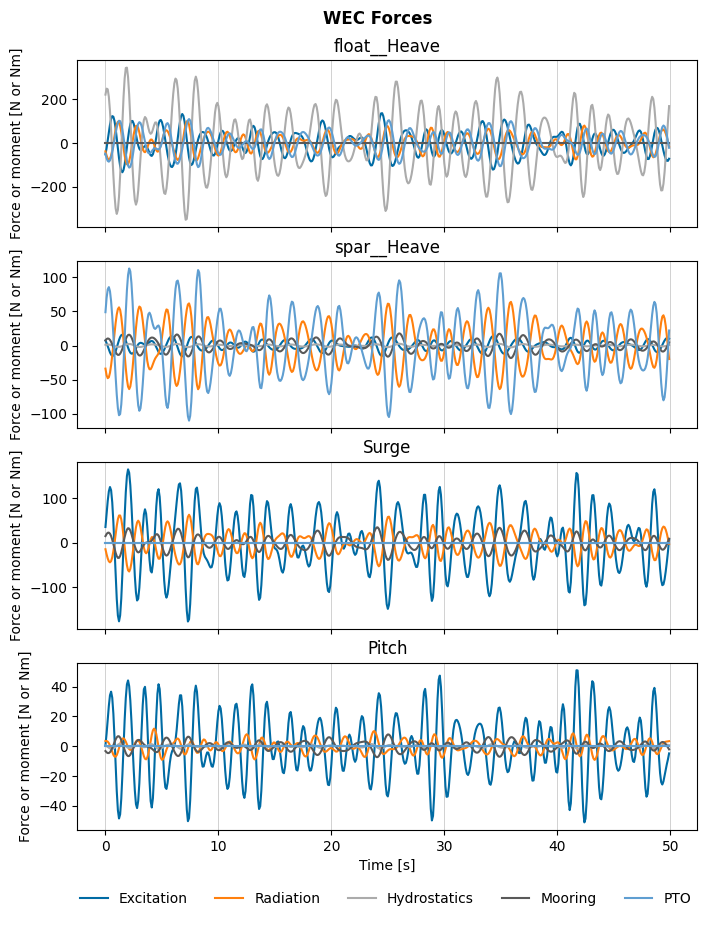 WEC Forces
float__Heave
Force or moment [N or Nm]
200
0
−200
spar__Heave
Force or moment [N or Nm]
100
50
0
−50
−100
Surge
Force or moment [N or Nm]
100
0
−100
Pitch
Force or moment [N or Nm]
40
20
0
−20
−40
0 10 20 30 40 50
Time [s]
Excitation Radiation Hydrostatics Mooring PTO